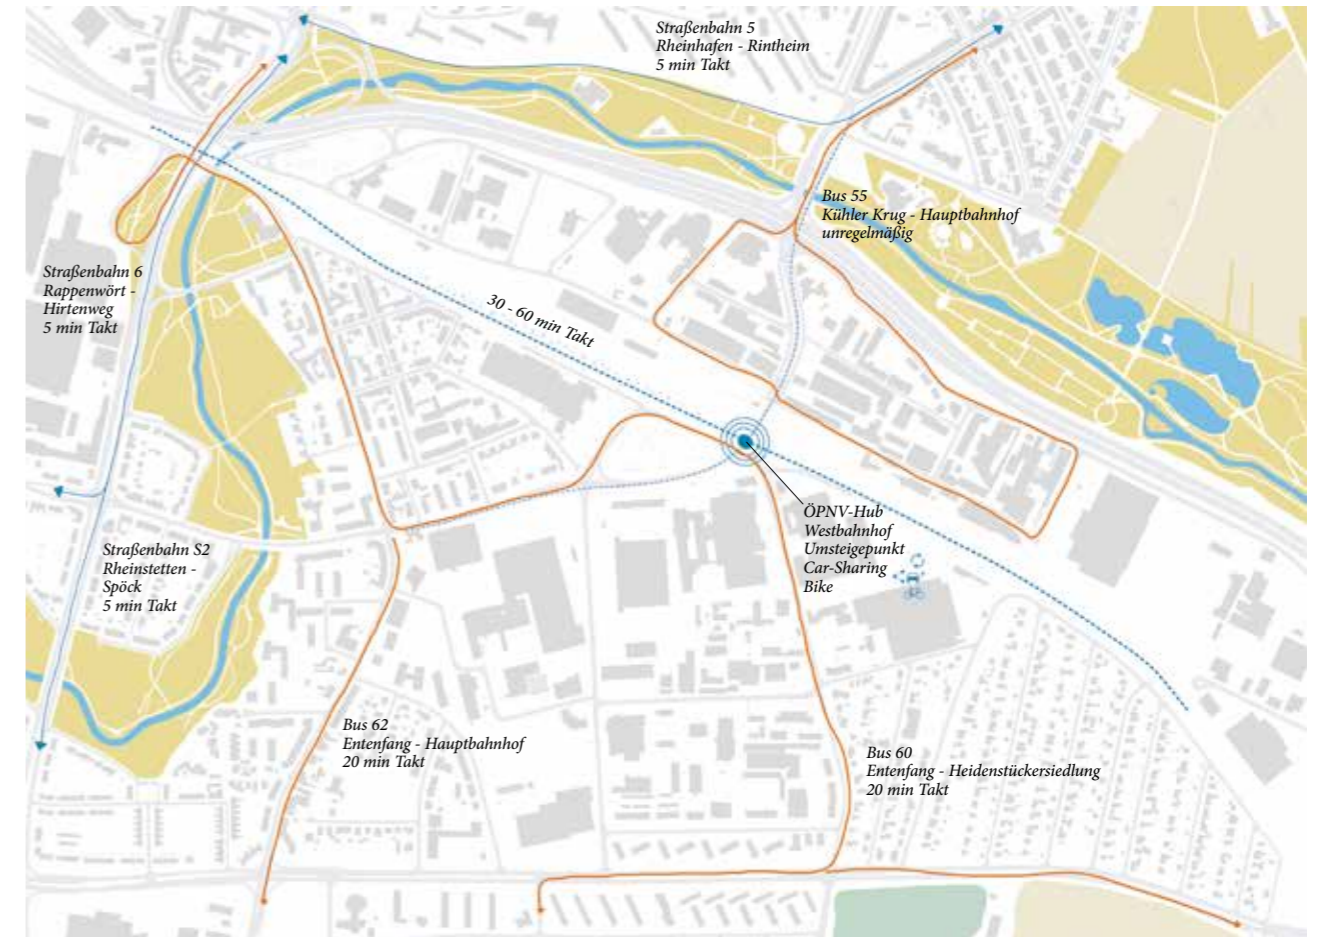 Straßenbahn 5
Rheinhafen - Rintheim
5 min Takt
Bus 55
Kühler Krug - Hauptbahnhof
unregelmäßig
Straßenbahn 6
Rappenwört -
Hirtenweg
5 min Takt
30 - 60 min Takt
ÖPNV-Hub
Westbahnhof
Umsteigepunkt
Car-Sharing
Bike
Straßenbahn S2
Rheinstetten -
Spöck
5 min Takt
Bus 62
Entenfang - Hauptbahnhof
20 min Takt
Bus 60
Entenfang - Heidenstückersiedlung
20 min Takt